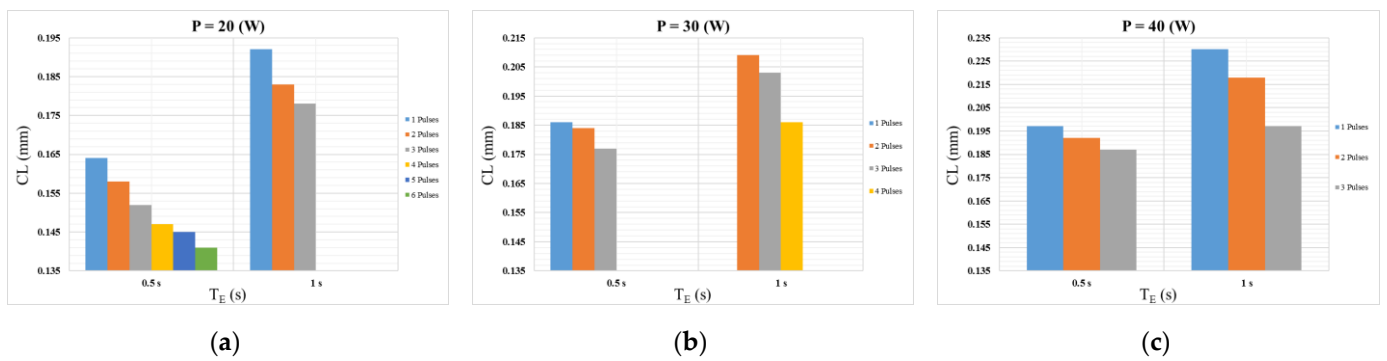 P = 20 (W)
0.195
0.185
0.175
0.165
0.155
0.145
0.135
CL (mm)
0.5 s
1 s
T_E (s)
1 Pulses
2 Pulses
3 Pulses
4 Pulses
5 Pulses
6 Pulses
(a)
P = 30 (W)
0.215
0.205
0.195
0.185
0.175
0.165
0.155
0.145
0.135
CL (mm)
0.5 s
1 s
T_E (s)
1 Pulses
2 Pulses
3 Pulses
4 Pulses
(b)
P = 40 (W)
0.235
0.225
0.215
0.205
0.195
0.185
0.175
0.165
0.155
0.145
0.135
CL (mm)
0.5 s
1 s
T_E (s)
1 Pulses
2 Pulses
3 Pulses
(c)